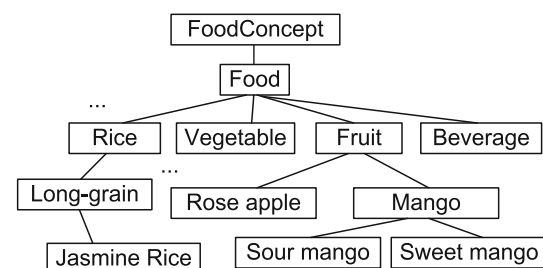 FoodConcept
Food
...
Rice Vegetable Fruit Beverage
...
Long-grain Rose apple Mango
Jasmine Rice Sour mango Sweet mango